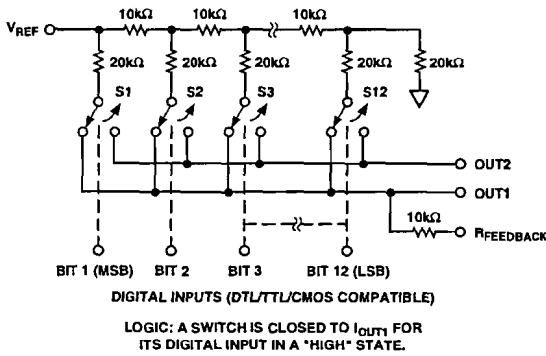 10kΩ 10kΩ 10kΩ
VREF
20kΩ 20kΩ 20kΩ 20kΩ 20kΩ
S1 S2 S3 S12
OUT2
OUT1
10kΩ
RFEEDBACK
BIT 1 (MSB) BIT 2 BIT 3 BIT 12 (LSB)
DIGITAL INPUTS (DTL/TTL/CMOS COMPATIBLE)
LOGIC: A SWITCH IS CLOSED TO IOUT1 FOR
ITS DIGITAL INPUT IN A "HIGH" STATE.